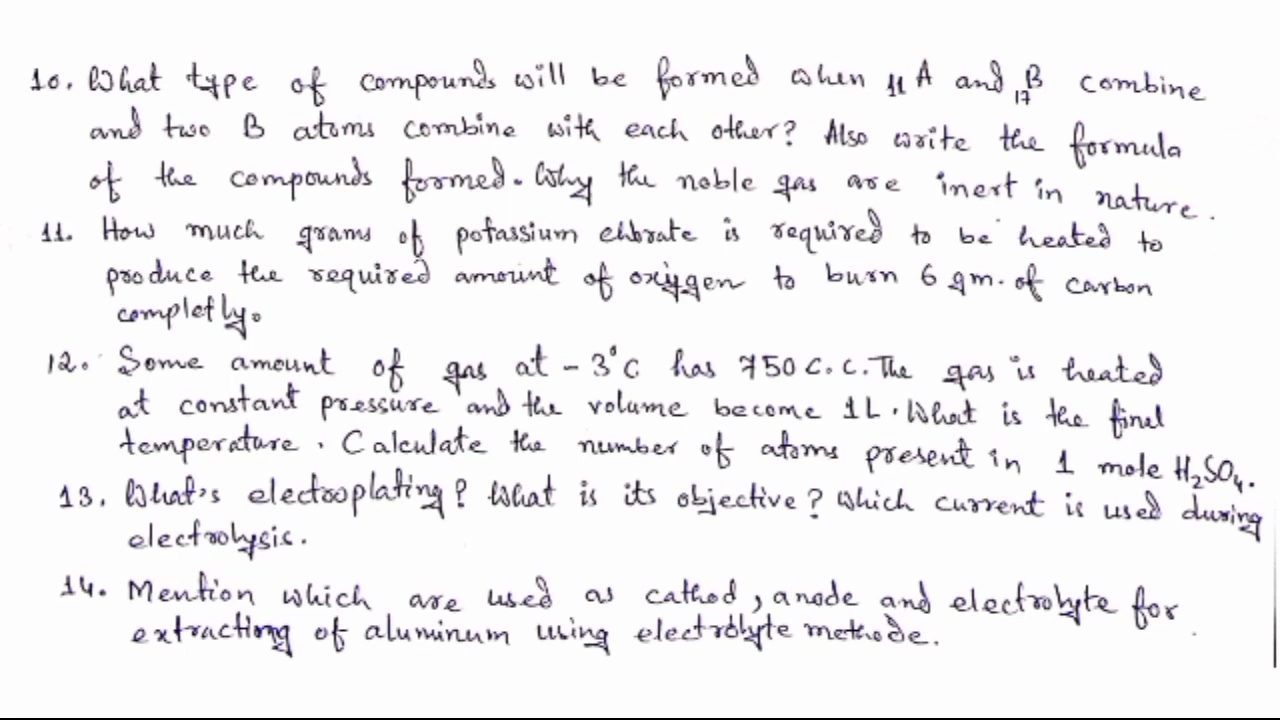 10. What type of compounds will be formed when ₁₁A and ₁₇B combine
and two B atoms combine with each other? Also write the formula
of the compounds formed. Why the noble gas are inert in nature.
11. How much grams of potassium chlorate is required to be heated to
produce the required amount of oxygen to burn 6 gm. of carbon
completly.
12. Some amount of gas at -3°C has 750 C.C. The gas is heated
at constant pressure and the volume become 1L. What is the final
temperature. Calculate the number of atoms present in 1 mole H₂SO₄.
13. What's electroplating? What is its objective? Which current is used during
electrolysis.
14. Mention which are used as cathod, anode and electrolyte for
extractiong of aluminum using electrolyte methode.